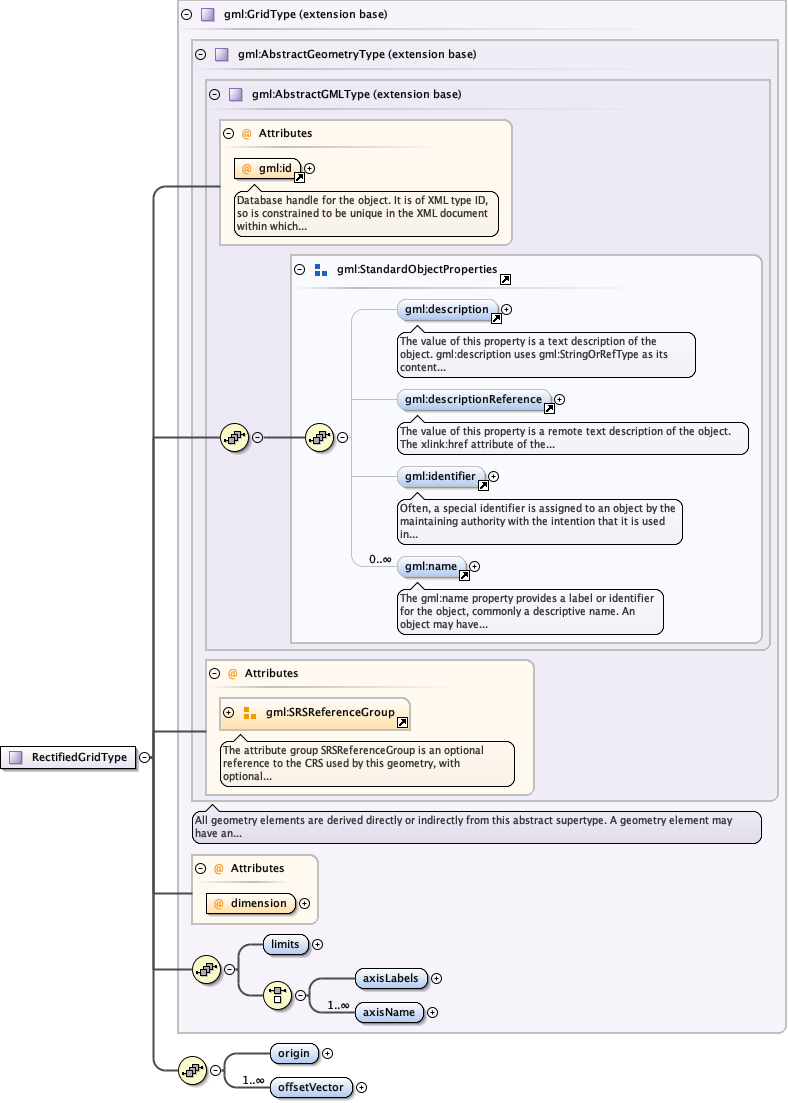 gml:GridType (extension base)
gml:AbstractGeometryType (extension base)
gml:AbstractGMLType (extension base)
@ Attributes
@ gml:id
Database handle for the object. It is of XML type ID,
so is constrained to be unique in the XML document
within which...
gml:StandardObjectProperties
gml:description
The value of this property is a text description of the
object. gml:description uses gml:StringOrRefType as its
content...
gml:descriptionReference
The value of this property is a remote text description of the object.
The xlink:href attribute of the...
gml:identifier
Often, a special identifier is assigned to an object by the
maintaining authority with the intention that it is used
in...
0..∞
gml:name
The gml:name property provides a label or identifier
for the object, commonly a descriptive name. An
object may have...
@ Attributes
gml:SRSReferenceGroup
The attribute group SRSReferenceGroup is an optional
reference to the CRS used by this geometry, with
optional...
RectifiedGridType
All geometry elements are derived directly or indirectly from this abstract supertype. A geometry element may
have an...
@ Attributes
@ dimension
limits
axisLabels
1..∞
axisName
origin
1..∞
offsetVector